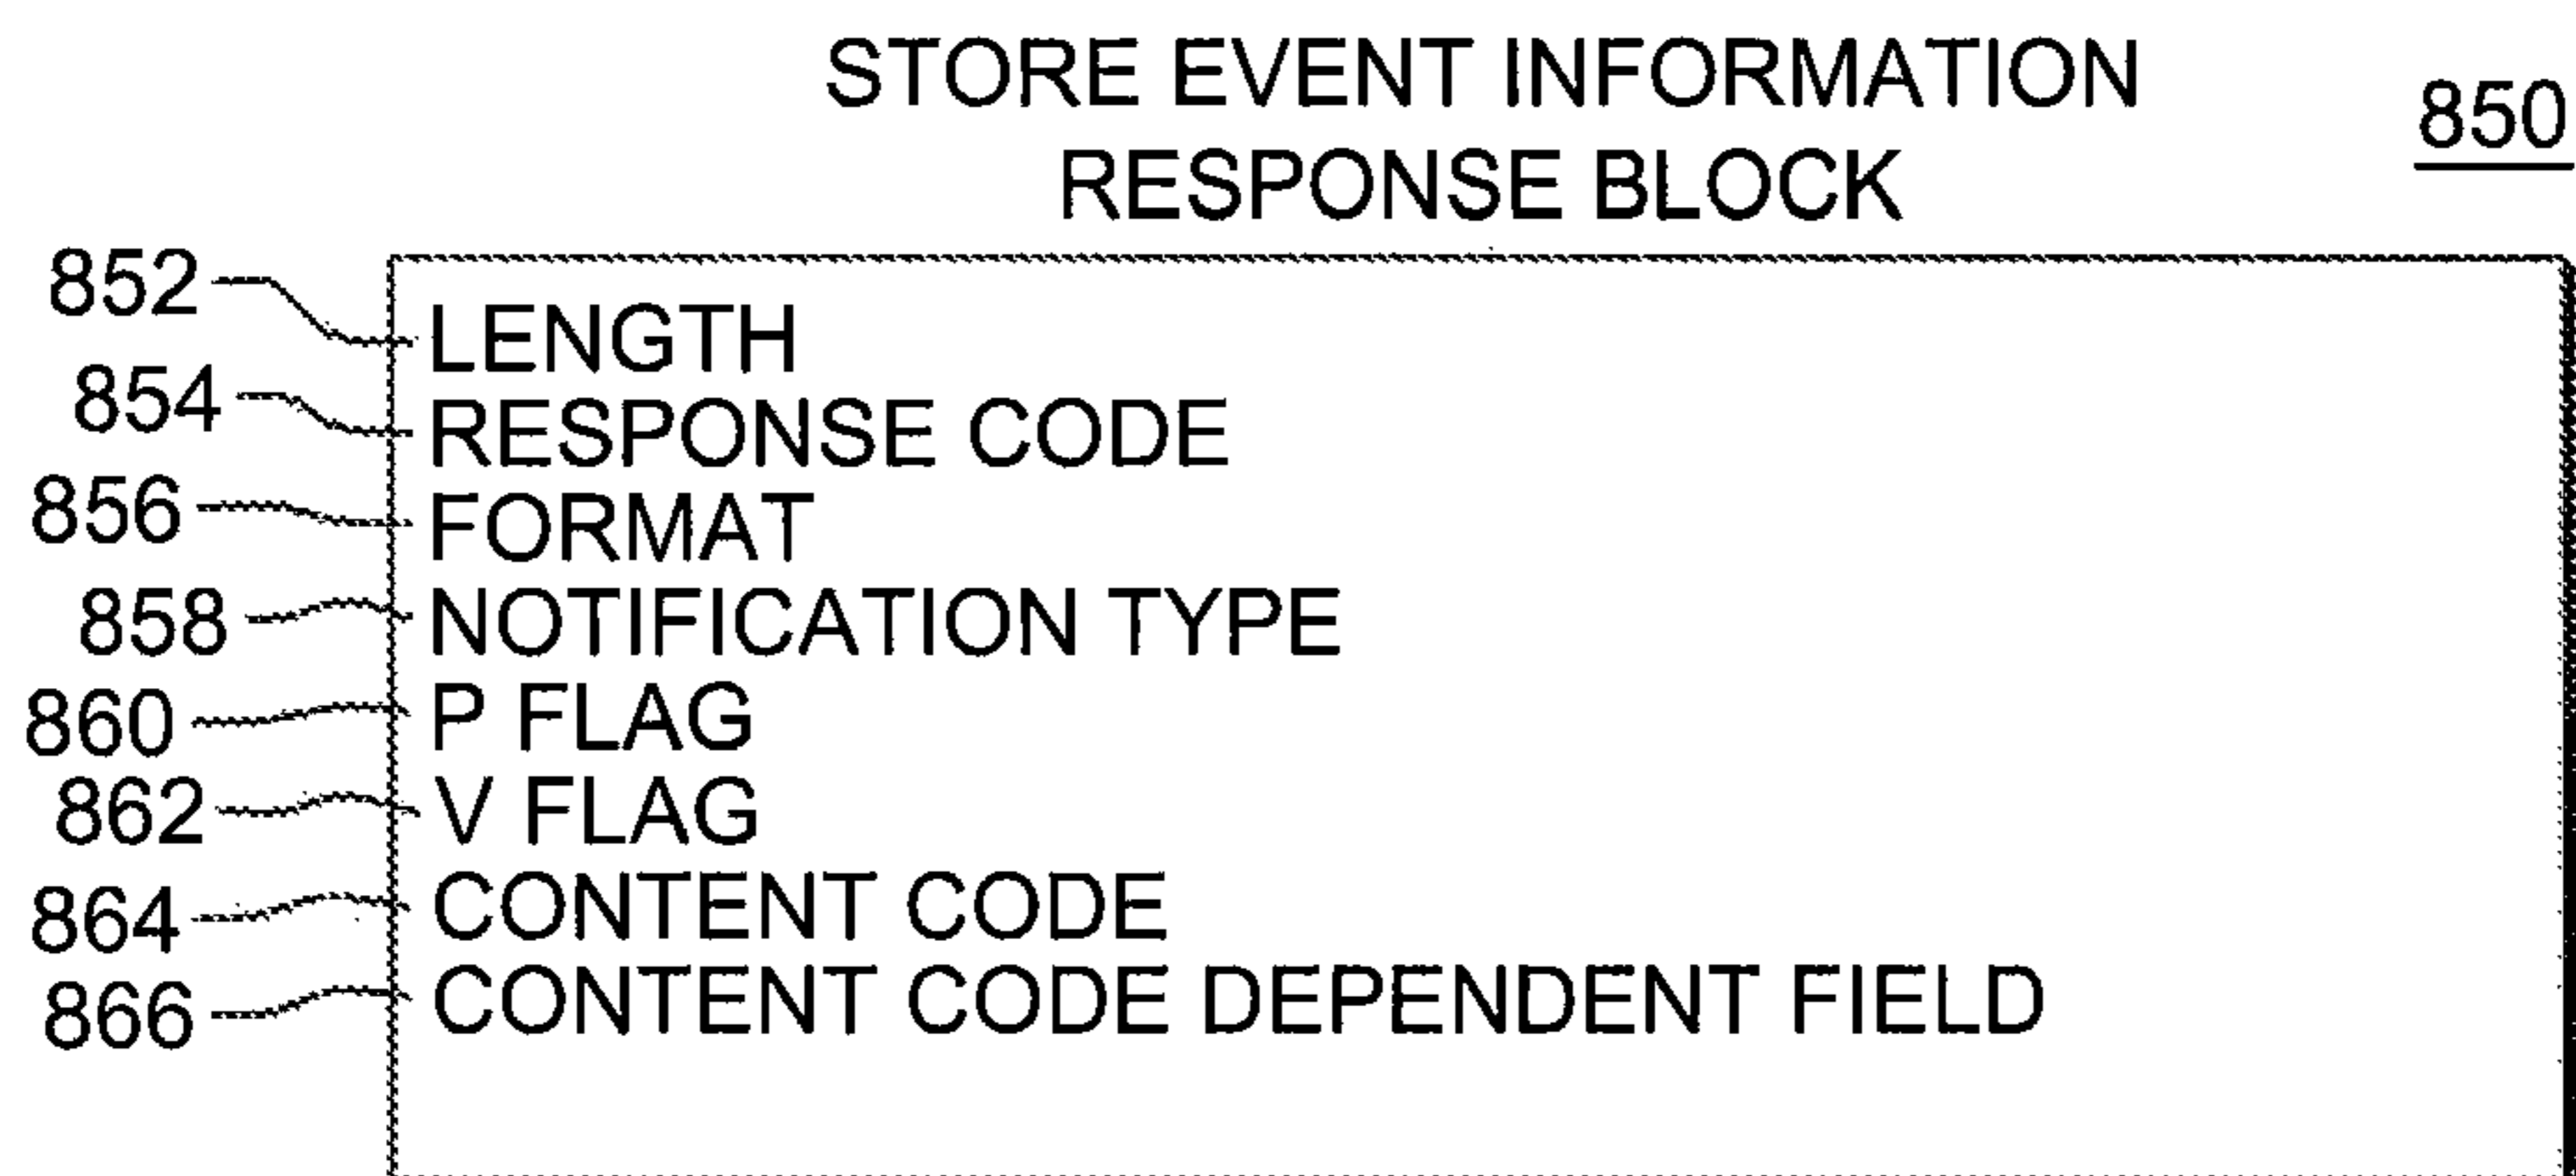 STORE EVENT INFORMATION
RESPONSE BLOCK
850
852 LENGTH
854 RESPONSE CODE
856 FORMAT
858 NOTIFICATION TYPE
860 P FLAG
862 V FLAG
864 CONTENT CODE
866 CONTENT CODE DEPENDENT FIELD